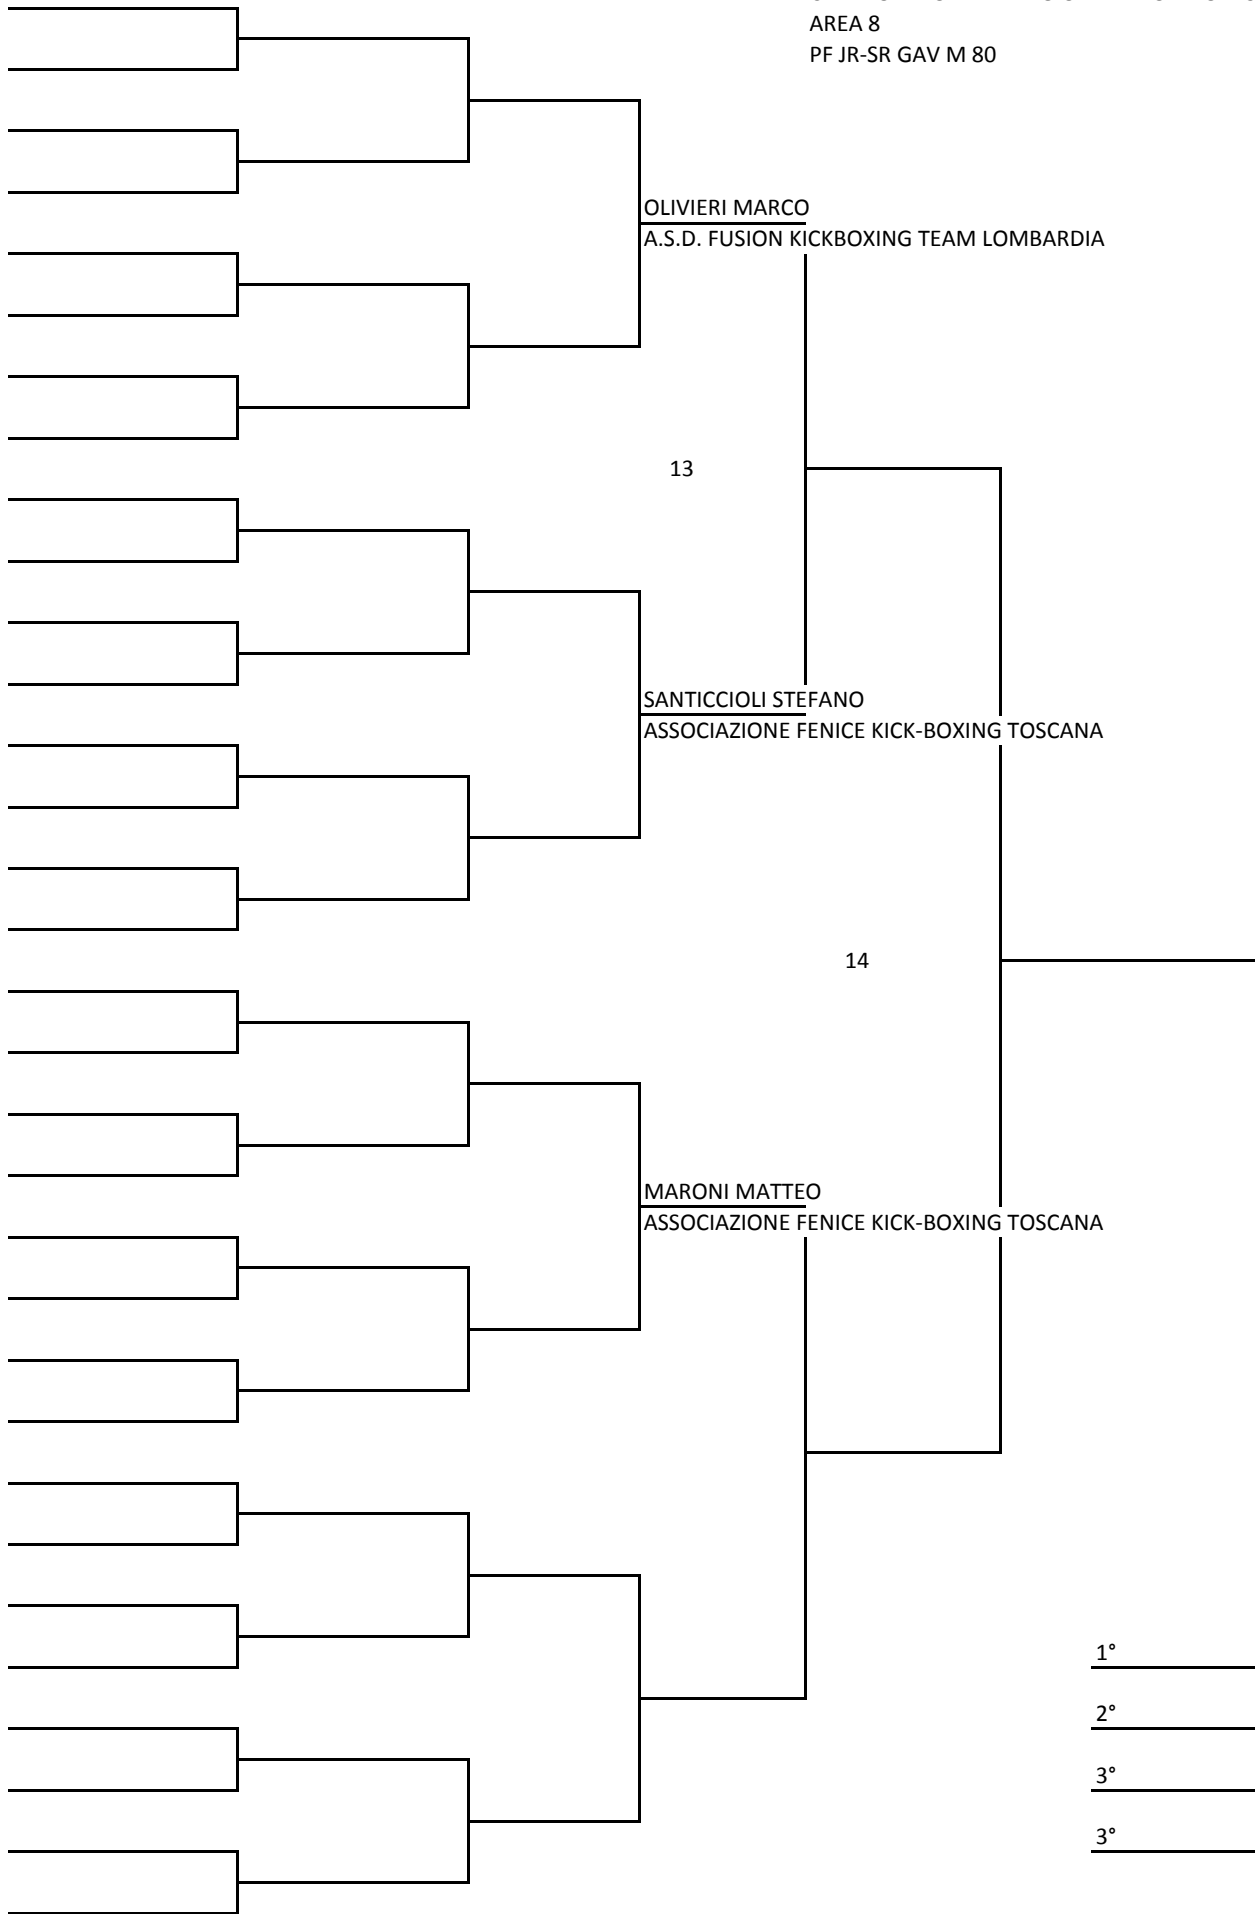 AREA 8
PF JR-SR GAV M 80
OLIVIERI MARCO
A.S.D. FUSION KICKBOXING TEAM LOMBARDIA
13
SANTICCIOLI STEFANO
ASSOCIAZIONE FENICE KICK-BOXING TOSCANA
14
MARONI MATTEO
ASSOCIAZIONE FENICE KICK-BOXING TOSCANA
1°
2°
3°
3°